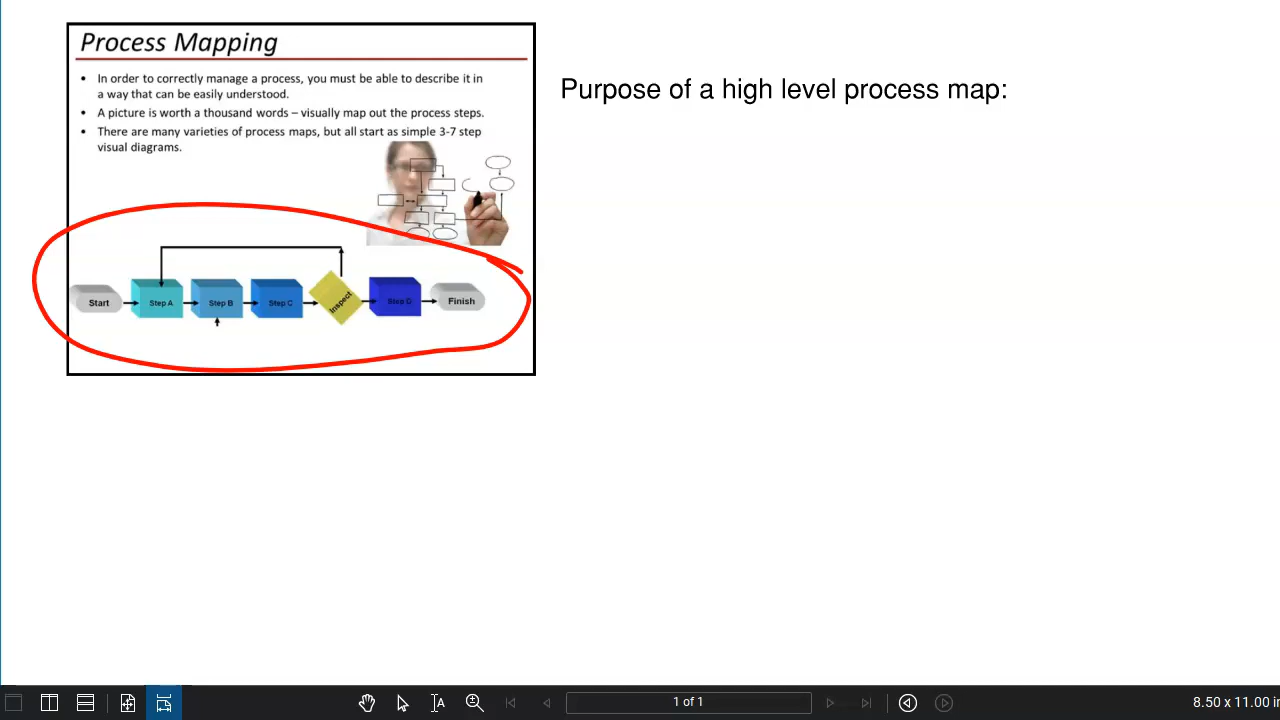 Process Mapping
• In order to correctly manage a process, you must be able to describe it in
a way that can be easily understood.
• A picture is worth a thousand words – visually map out the process steps.
• There are many varieties of process maps, but all start as simple 3-7 step
visual diagrams.
Start
Step A
Step B
Step C
Inspect
Step D
Finish
Purpose of a high level process map:
1 of 1
8.50 x 11.00 in